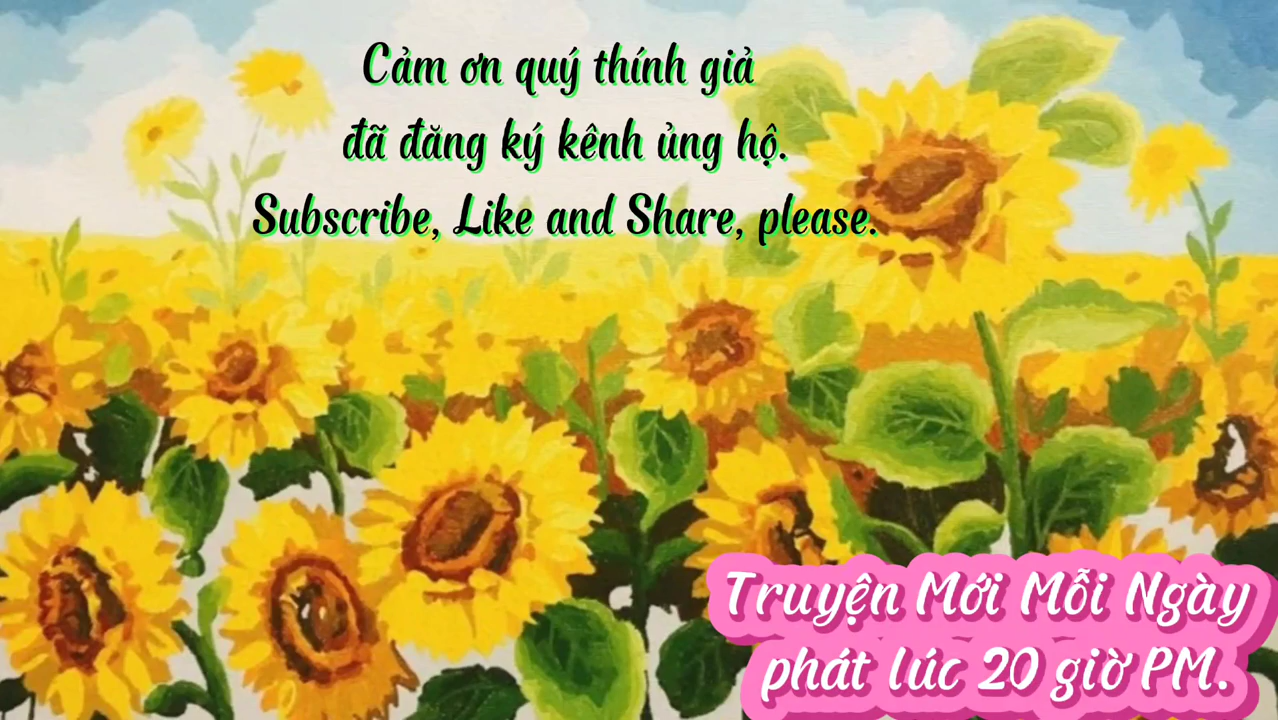 Cảm ơn quý thính giả
đã đăng ký kênh ủng hộ.
Subscribe, Like and Share, please.
Truyện Mới Mỗi Ngày
phát lúc 20 giờ PM.